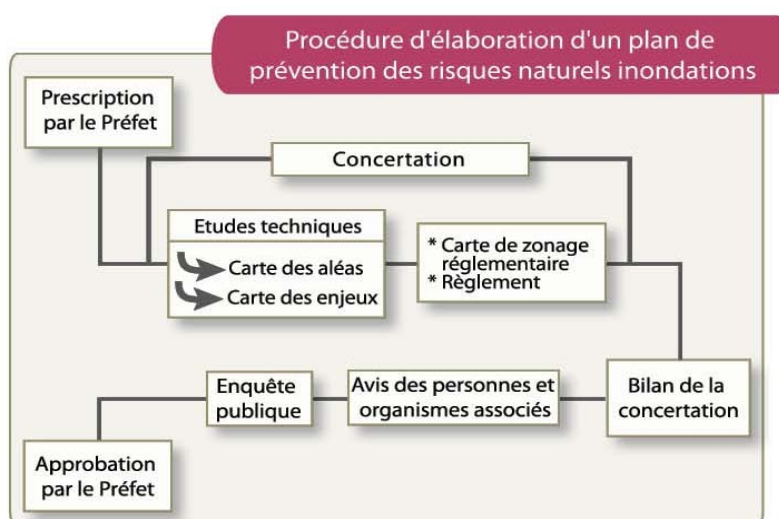 Procédure d'élaboration d'un plan de
prévention des risques naturels inondations
Prescription
par le Préfet
Concertation
Etudes techniques
Carte des aléas
Carte des enjeux
* Carte de zonage
réglementaire
* Règlement
Bilan de la
concertation
Avis des personnes et
organismes associés
Enquête
publique
Approbation
par le Préfet